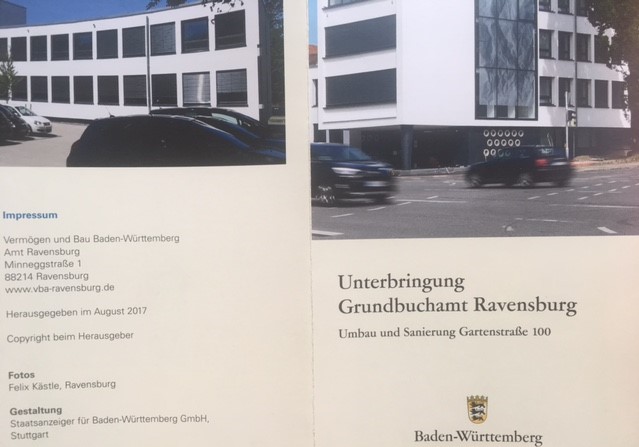 Impressum
Vermögen und Bau Baden-Württemberg
Amt Ravensburg
Minneggstraße 1
88214 Ravensburg
www.vba-ravensburg.de
Herausgegeben im August 2017
Copyright beim Herausgeber
Fotos
Felix Kästle, Ravensburg
Gestaltung
Staatsanzeiger für Baden-Württemberg GmbH,
Stuttgart
Unterbringung
Grundbuchamt Ravensburg
Umbau und Sanierung Gartenstraße 100
Baden-Württemberg